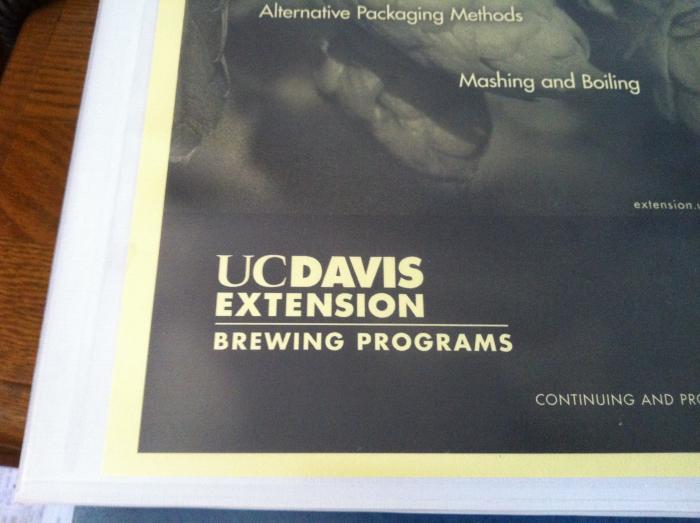 Alternative Packaging Methods
Mashing and Boiling
UCDAVIS
EXTENSION
BREWING PROGRAMS
CONTINUING AND